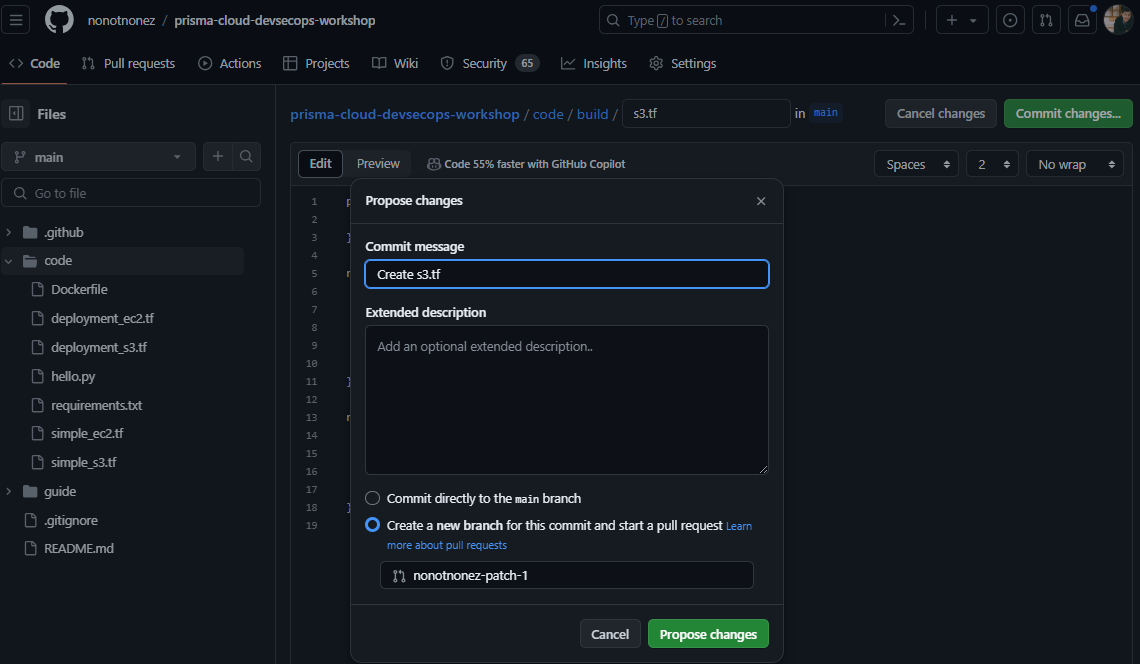 nonotnonez / prisma-cloud-devsecops-workshop
Type / to search
Code
Pull requests
Actions
Projects
Wiki
Security 65
Insights
Settings
Files
main
Go to file
.github
code
Dockerfile
deployment_ec2.tf
deployment_s3.tf
hello.py
requirements.txt
simple_ec2.tf
simple_s3.tf
guide
.gitignore
README.md
prisma-cloud-devsecops-workshop / code / build / s3.tf in main
Cancel changes
Commit changes...
Edit
Preview
Code 55% faster with GitHub Copilot
Spaces
2
No wrap
1
2
3 }
4
5 r
6
7
8
9
10
11 }
12
13 r
14
15
16
17
18 }
19
Propose changes
Commit message
Create s3.tf
Extended description
Add an optional extended description..
Commit directly to the main branch
Create a new branch for this commit and start a pull request Learn
more about pull requests
nonotnonez-patch-1
Cancel
Propose changes